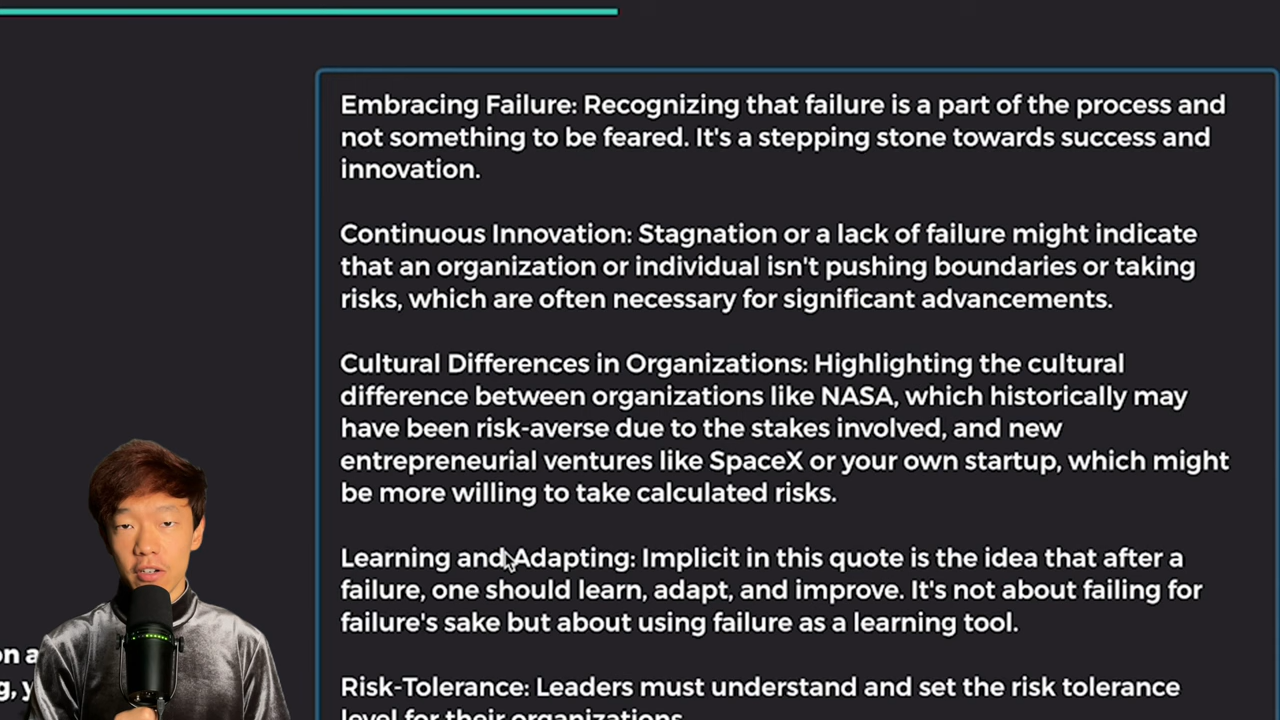 Embracing Failure: Recognizing that failure is a part of the process and
not something to be feared. It's a stepping stone towards success and
innovation.
Continuous Innovation: Stagnation or a lack of failure might indicate
that an organization or individual isn't pushing boundaries or taking
risks, which are often necessary for significant advancements.
Cultural Differences in Organizations: Highlighting the cultural
difference between organizations like NASA, which historically may
have been risk-averse due to the stakes involved, and new
entrepreneurial ventures like SpaceX or your own startup, which might
be more willing to take calculated risks.
Learning and Adapting: Implicit in this quote is the idea that after a
failure, one should learn, adapt, and improve. It's not about failing for
failure's sake but about using failure as a learning tool.
Risk-Tolerance: Leaders must understand and set the risk tolerance
level for their organizations.